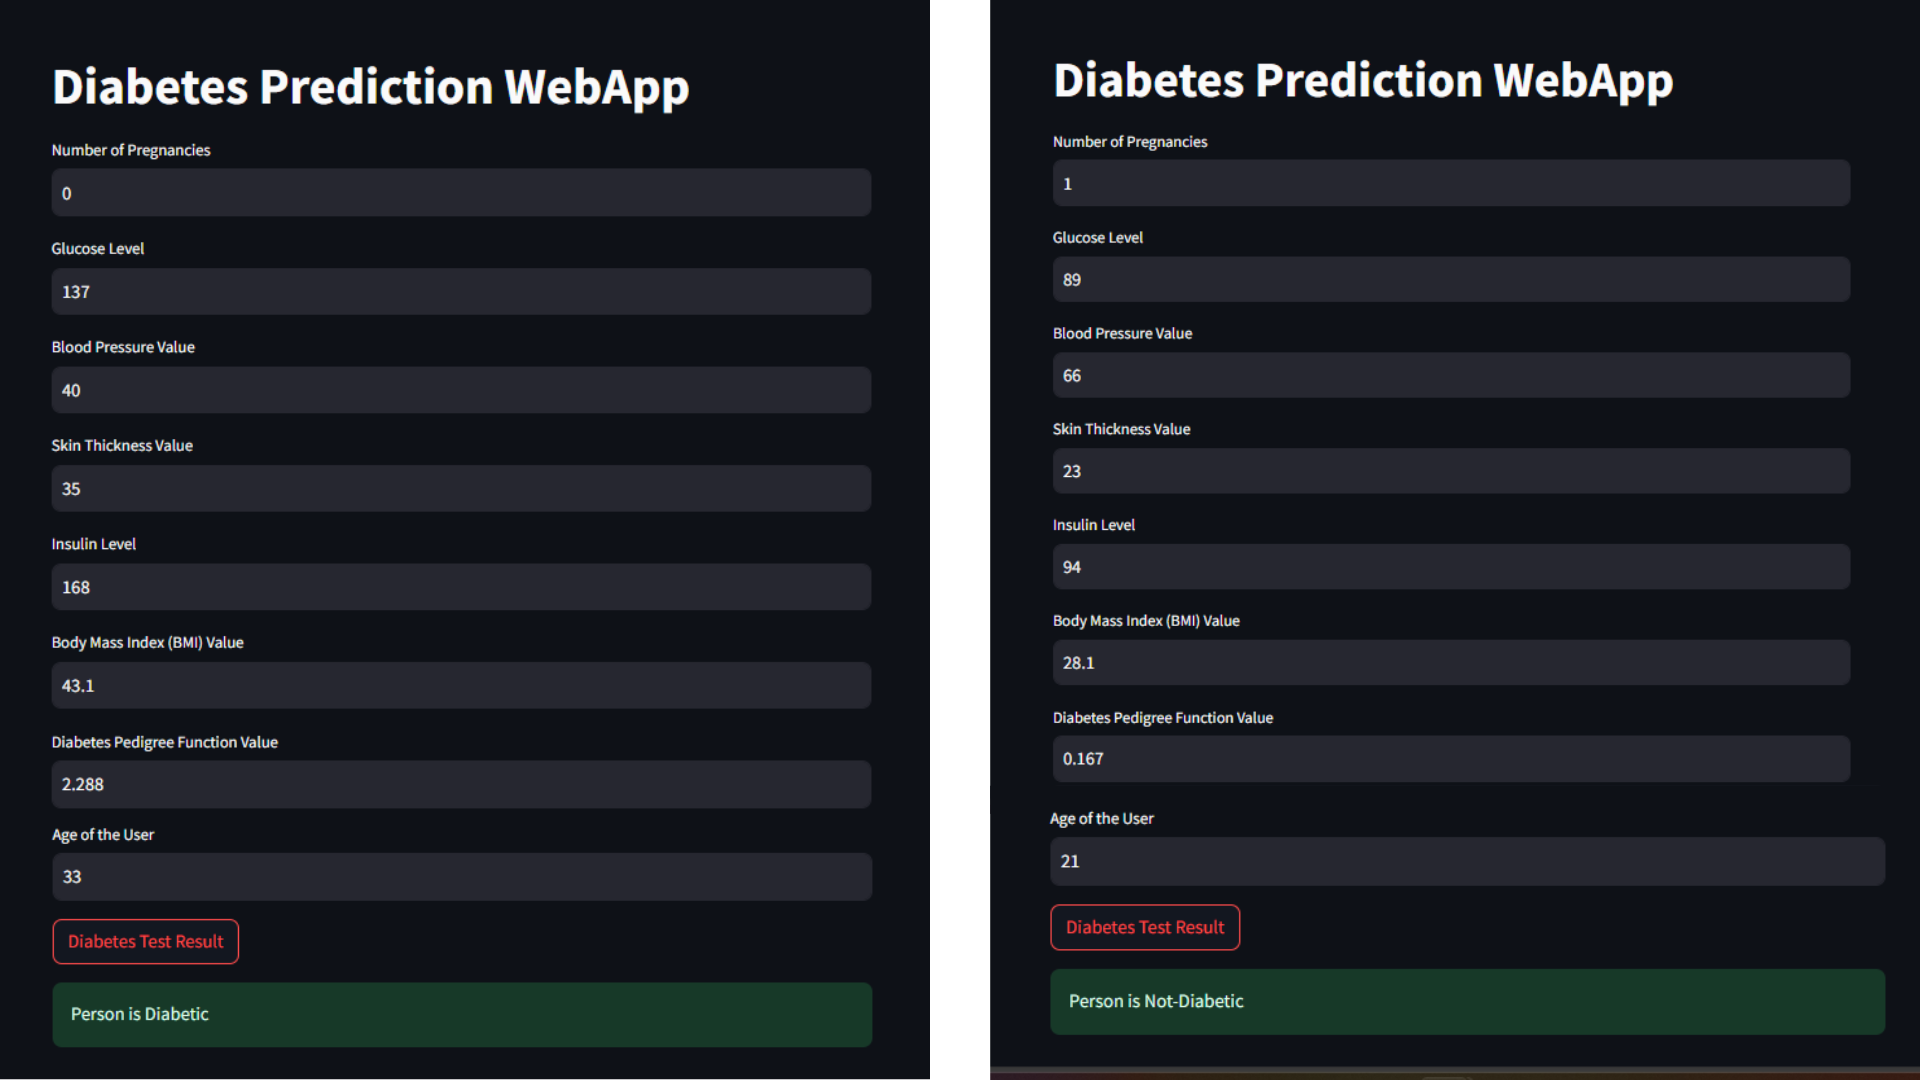 Diabetes Prediction WebApp
Number of Pregnancies
0
Glucose Level
137
Blood Pressure Value
40
Skin Thickness Value
35
Insulin Level
168
Body Mass Index (BMI) Value
43.1
Diabetes Pedigree Function Value
2.288
Age of the User
33
Diabetes Test Result
Person is Diabetic
Diabetes Prediction WebApp
Number of Pregnancies
1
Glucose Level
89
Blood Pressure Value
66
Skin Thickness Value
23
Insulin Level
94
Body Mass Index (BMI) Value
28.1
Diabetes Pedigree Function Value
0.167
Age of the User
21
Diabetes Test Result
Person is Not-Diabetic